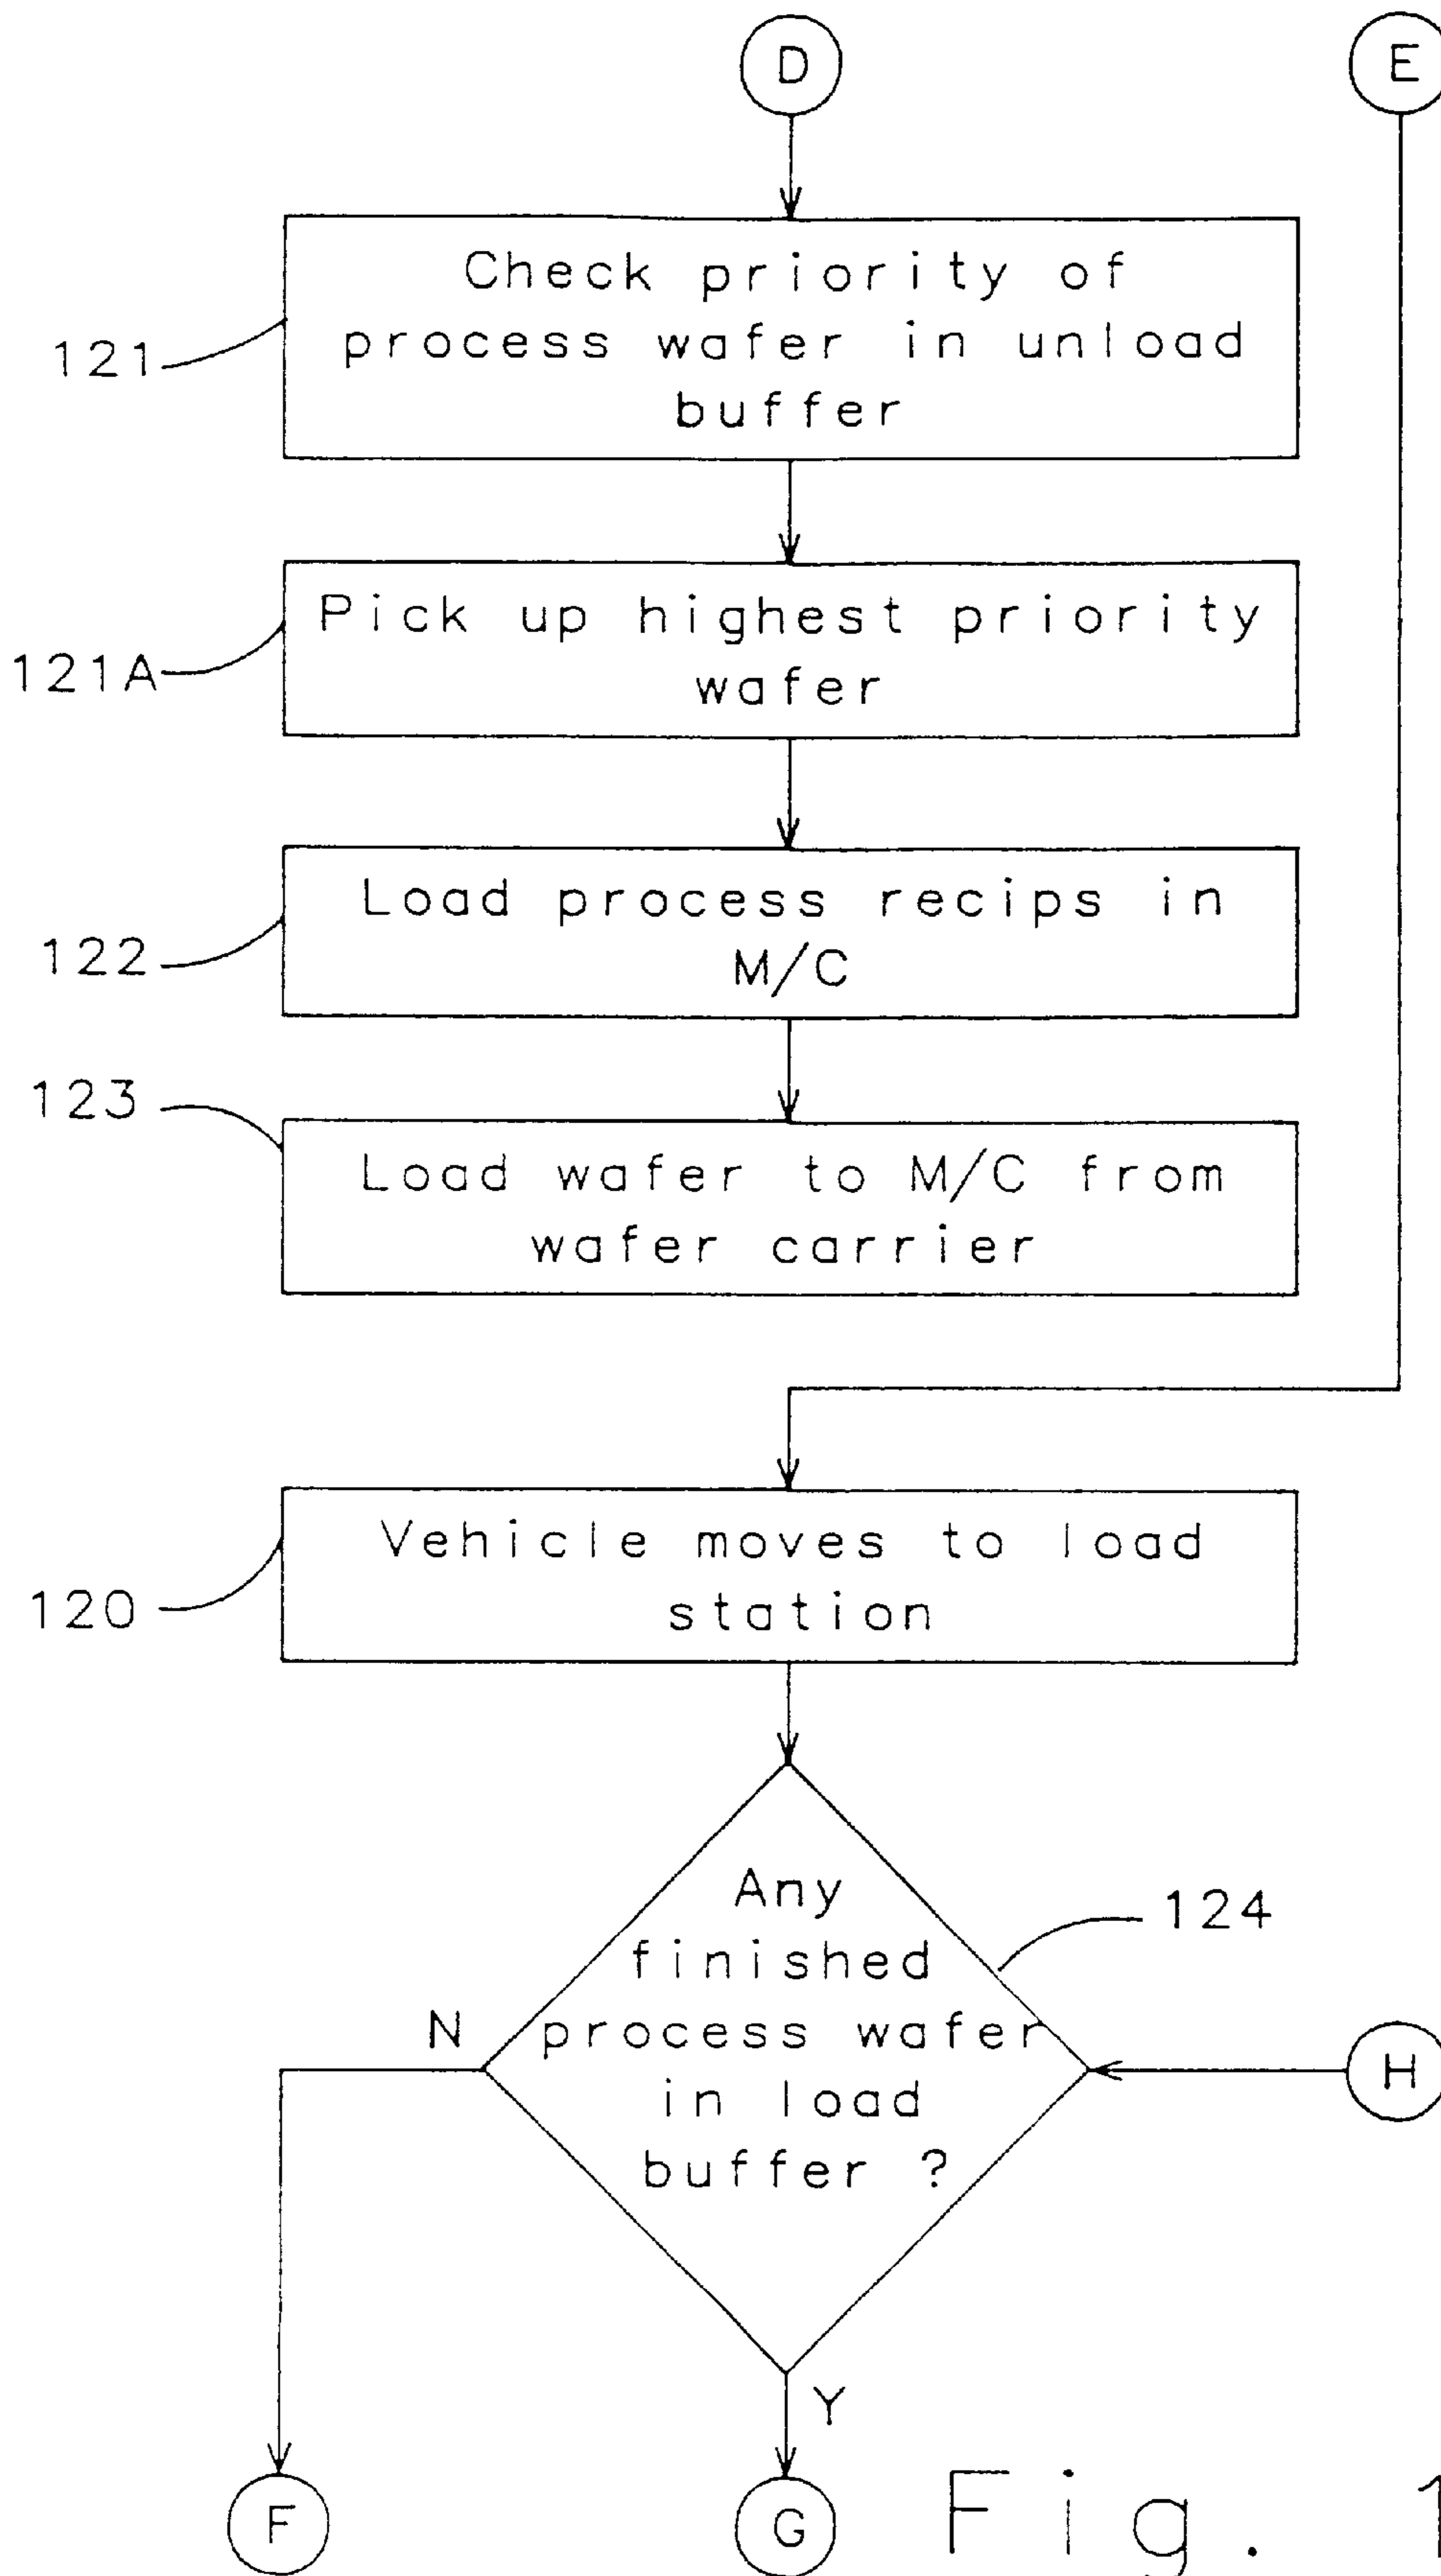 D
E
Check priority of
process wafer in unload
buffer
121
Pick up highest priority
wafer
121A
Load process recips in
M/C
122
123
Load wafer to M/C from
wafer carrier
Vehicle moves to load
station
120
Any
finished
process wafer
in load
buffer ?
124
N
H
Y
F
G
Fig. 1